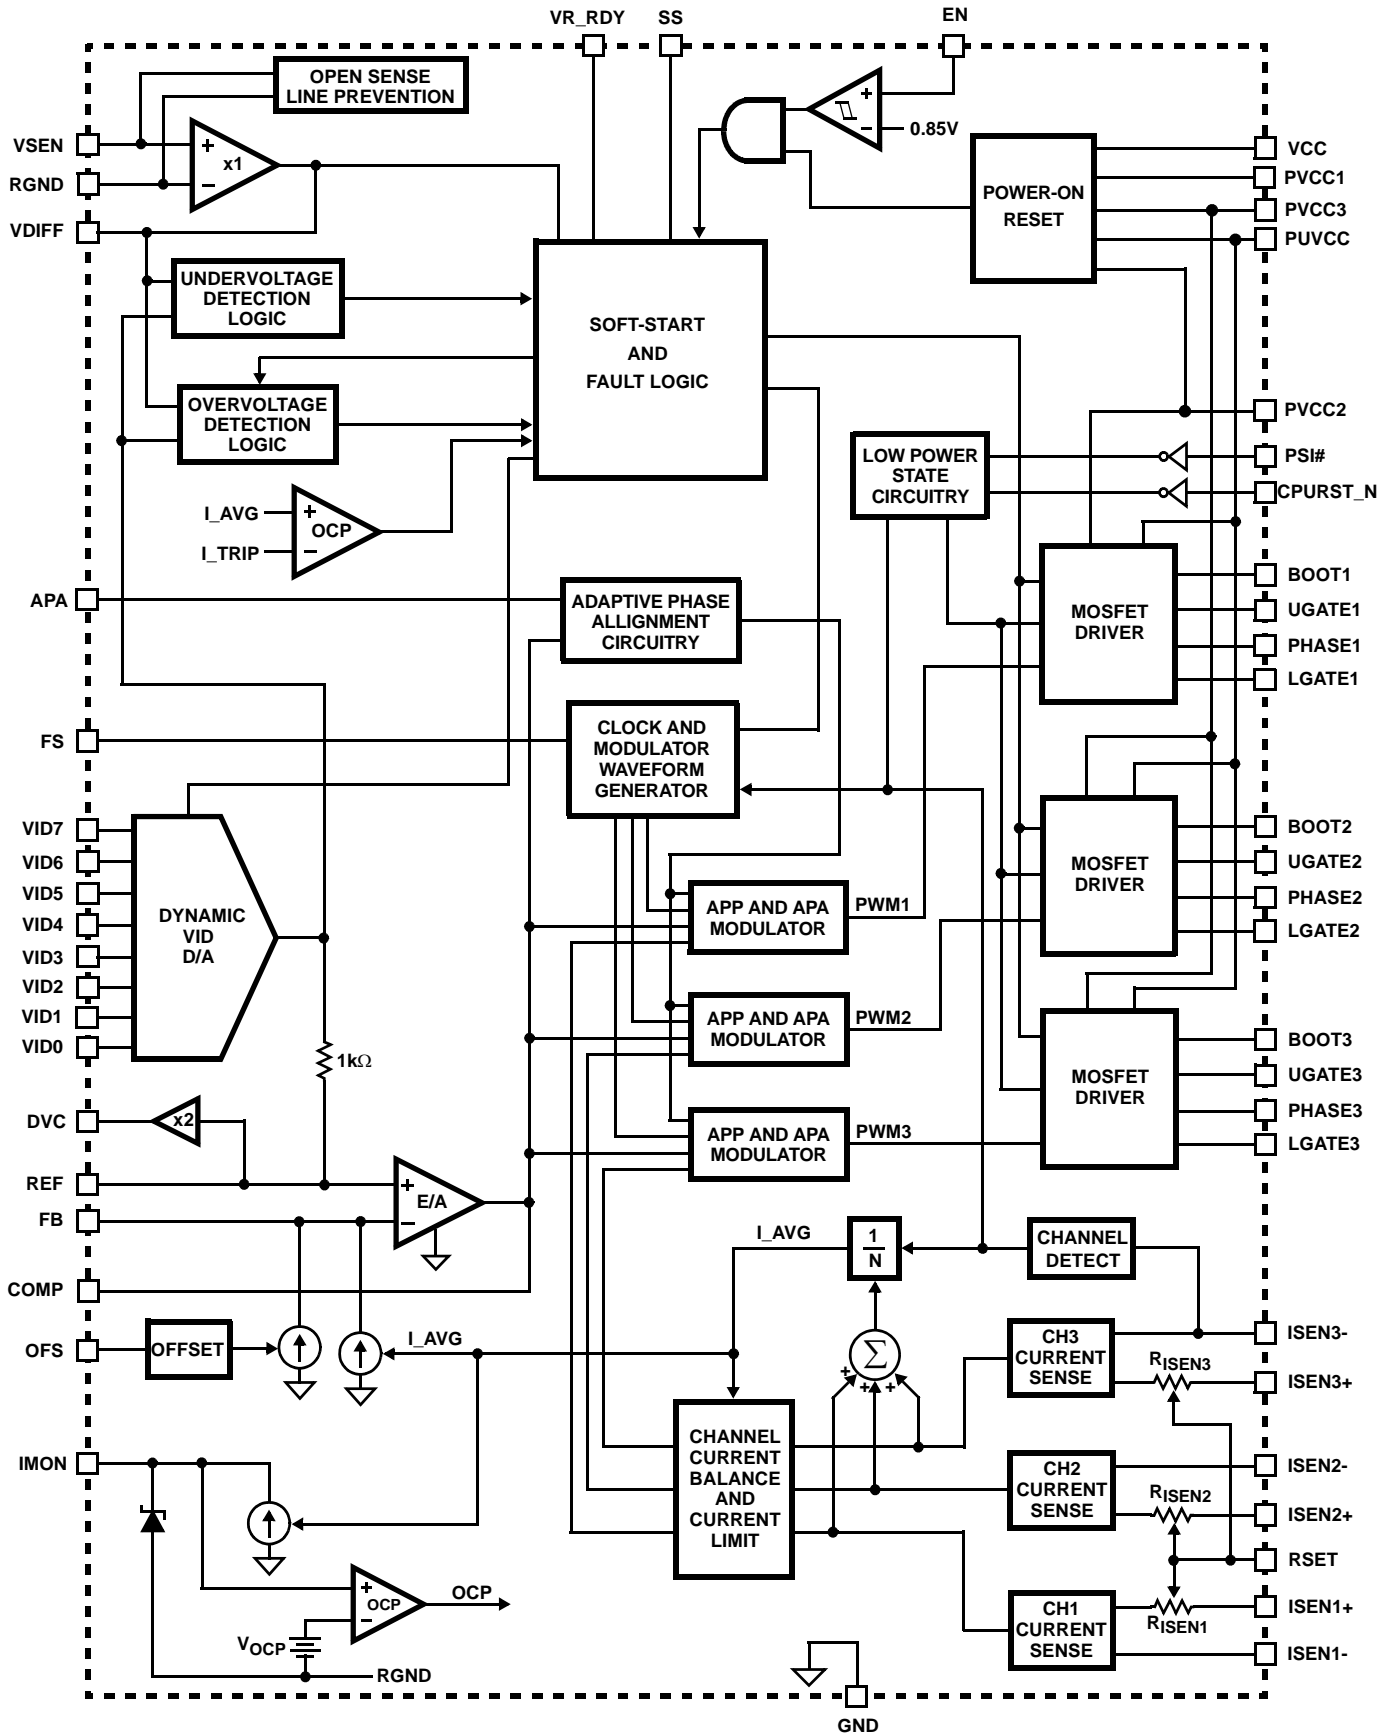 VR_RDY
SS
EN
OPEN SENSE
LINE PREVENTION
VSEN
RGND
VDIFF
+
x1
−
+
−
0.85V
POWER-ON
RESET
VCC
PVCC1
PVCC3
PUVCC
UNDERVOLTAGE
DETECTION
LOGIC
SOFT-START
AND
FAULT LOGIC
OVERVOLTAGE
DETECTION
LOGIC
PVCC2
PSI#
CPURST_N
LOW POWER
STATE
CIRCUITRY
I_AVG
I_TRIP
+
OCP
−
APA
ADAPTIVE PHASE
ALLIGNMENT
CIRCUITRY
MOSFET
DRIVER
BOOT1
UGATE1
PHASE1
LGATE1
FS
CLOCK AND
MODULATOR
WAVEFORM
GENERATOR
VID7
VID6
VID5
VID4
VID3
VID2
VID1
VID0
DYNAMIC
VID
D/A
MOSFET
DRIVER
BOOT2
UGATE2
PHASE2
LGATE2
APP AND APA
MODULATOR
PWM1
APP AND APA
MODULATOR
PWM2
APP AND APA
MODULATOR
PWM3
MOSFET
DRIVER
BOOT3
UGATE3
PHASE3
LGATE3
1kΩ
DVC
x2
REF
FB
COMP
+
E/A
−
I_AVG
1
N
CHANNEL
DETECT
OFS
OFFSET
I_AVG
Σ
+
+
+
CH3
CURRENT
SENSE
RISEN3
ISEN3-
ISEN3+
IMON
CHANNEL
CURRENT
BALANCE
AND
CURRENT
LIMIT
CH2
CURRENT
SENSE
RISEN2
ISEN2-
ISEN2+
RSET
+
OCP
−
OCP
VOCP
RGND
CH1
CURRENT
SENSE
RISEN1
ISEN1+
ISEN1-
GND